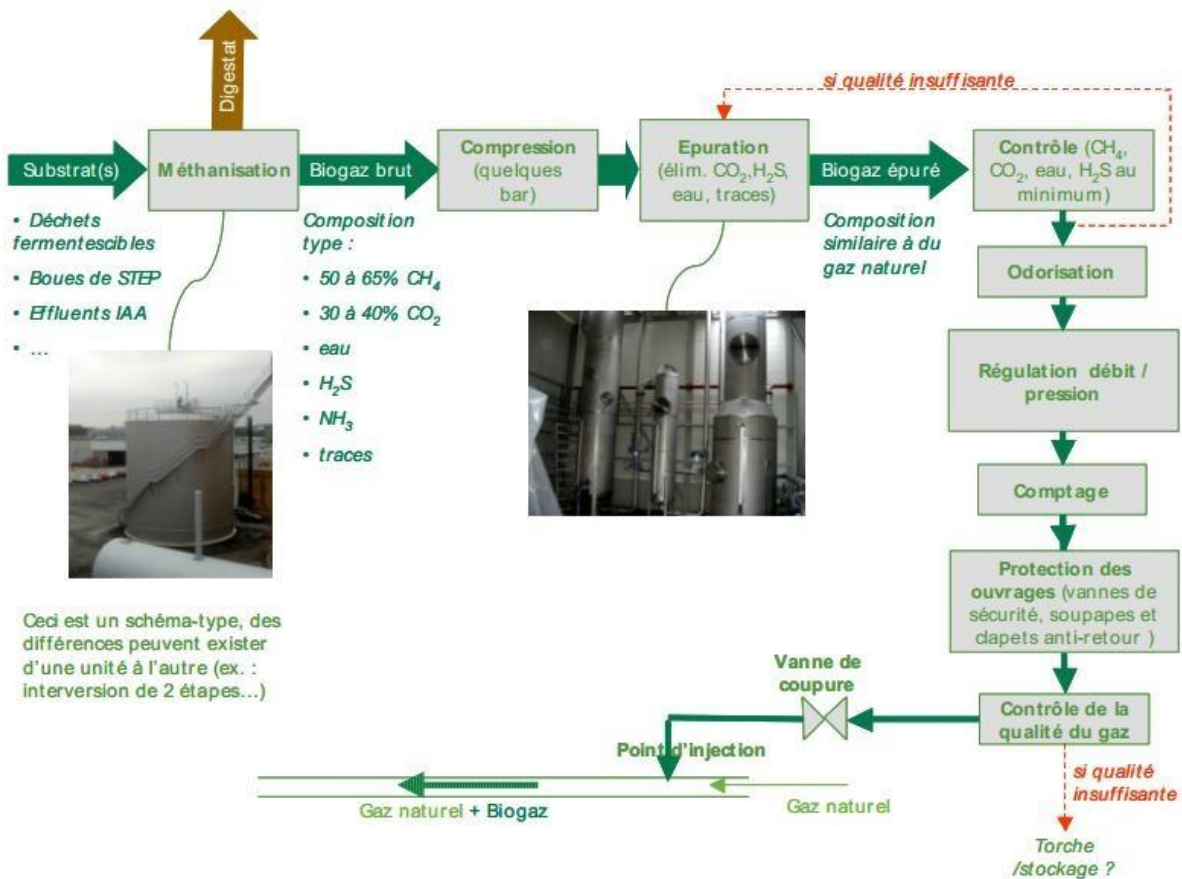 Digestat
si qualité insuffisante
Substrat(s)
Méthanisation
Biogaz brut
Compression
(quelques
bar)
Epuration
(élim. CO2,H2S,
eau, traces)
Biogaz épuré
Contrôle (CH4,
CO2, eau, H2S au
minimum)
• Déchets
fermentescibles
• Boues de STEP
• Effluents IAA
• ...
Composition
type :
• 50 à 65% CH4
• 30 à 40% CO2
• eau
• H2S
• NH3
• traces
Composition
similaire à du
gaz naturel
Odorisation
Régulation débit /
pression
Comptage
Protection des
ouvrages (vannes de
sécurité, soupapes et
clapets anti-retour )
Ceci est un schéma-type, des
différences peuvent exister
d'une unité à l'autre (ex. :
interversion de 2 étapes...)
Vanne de
coupure
Contrôle de la
qualité du gaz
Point d'injection
Gaz naturel + Biogaz
Gaz naturel
si qualité
insuffisante
Torche
/stockage ?